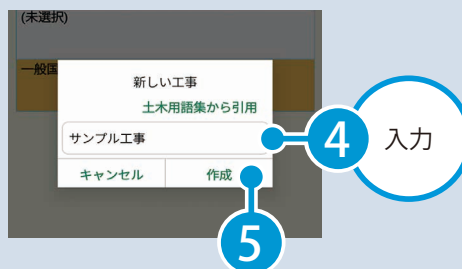 (未選択)
一般国
新しい工事
土木用語集から引用
サンプル工事
キャンセル 作成
4 入力
5